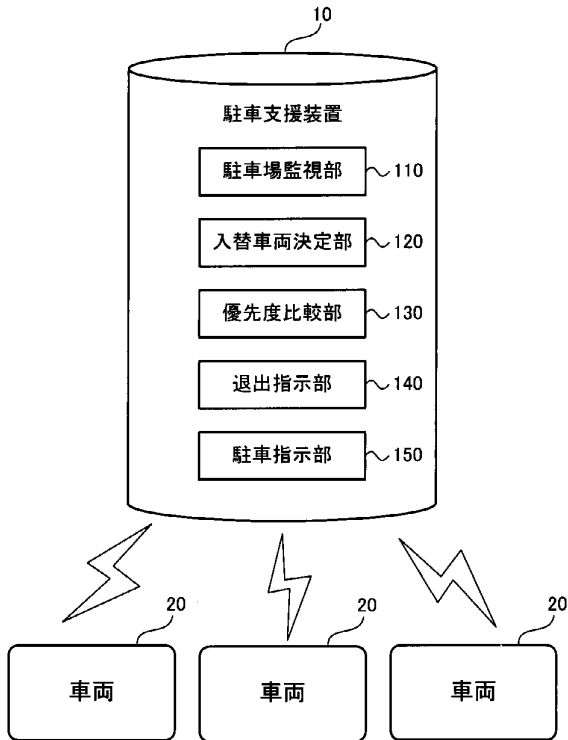 10
駐車支援装置
駐車場監視部 110
入替車両決定部 120
優先度比較部 130
退出指示部 140
駐車指示部 150
20 20 20
車両 車両 車両